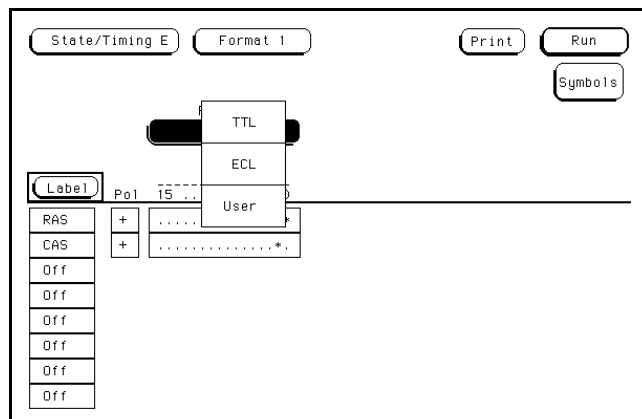 State/Timing E Format 1 Print Run
Symbols
TTL
ECL
User
Label Pol 15 ..
RAS + ....... *
CAS + ..............*.
Off
Off
Off
Off
Off
Off